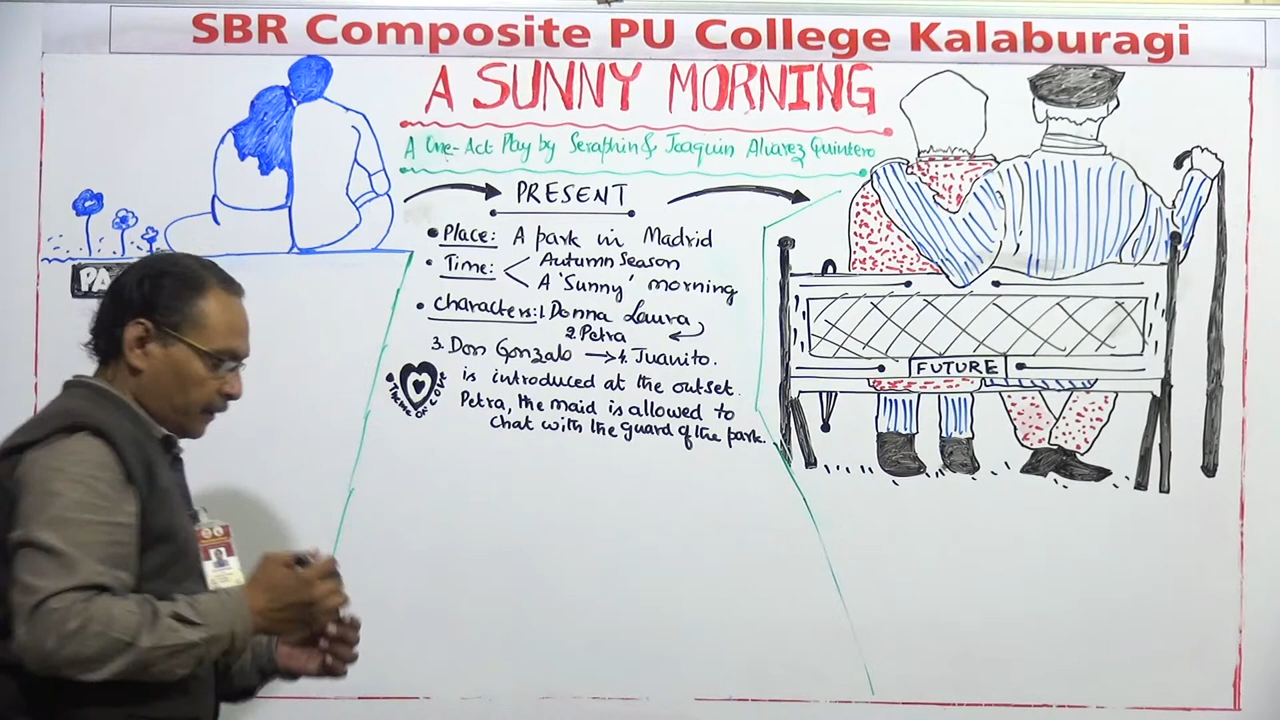 SBR Composite PU College Kalaburagi
A SUNNY MORNING
A One-Act Play by Seraphin & Joaquin Alvarez Quintero
PRESENT
Place: A park in Madrid
Time: Autumn Season
A 'Sunny' morning
Characters: 1. Donna Laura
2. Petra
3. Don Gonzalo → 4. Juanito.
Theme of Love
is introduced at the outset.
Petra, the maid is allowed to
chat with the guard of the park.
PA
FUTURE